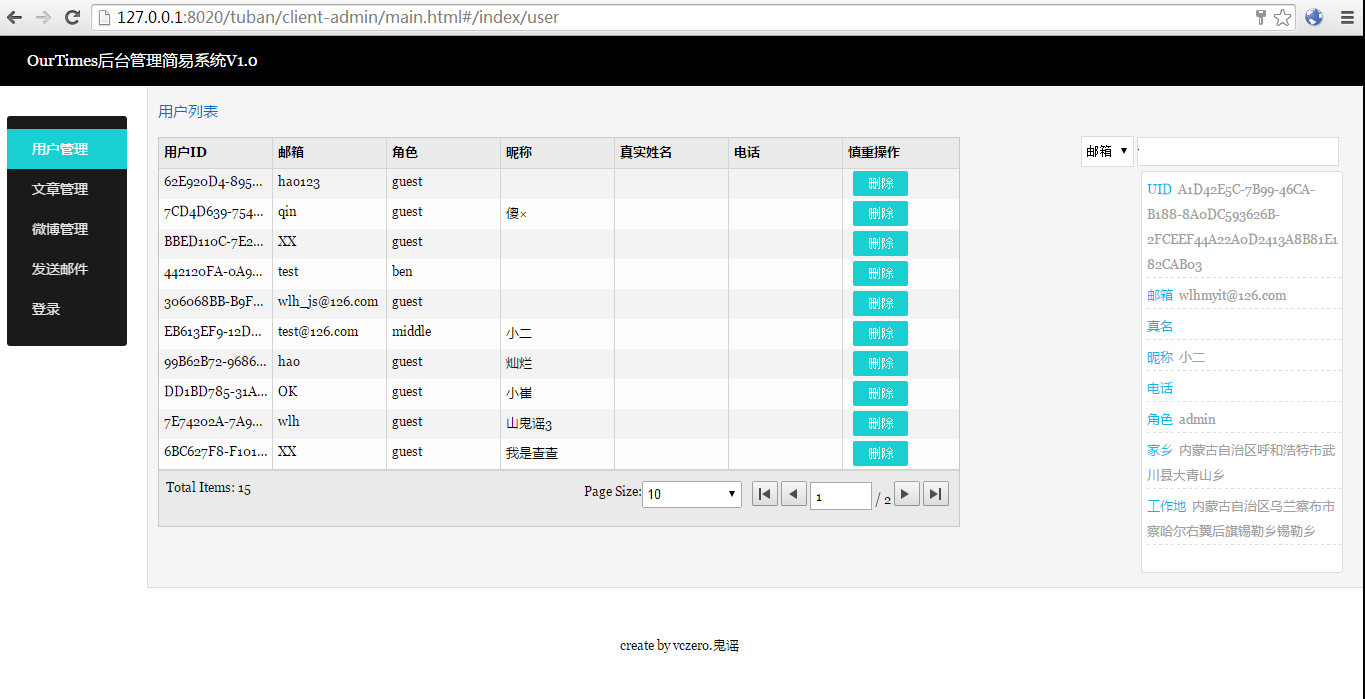 127.0.0.1:8020/tuban/client-admin/main.html#/index/user
OurTimes后台管理简易系统V1.0
用户管理
文章管理
微博管理
发送邮件
登录
用户列表
用户ID 邮箱 角色 昵称 真实姓名 电话 慎重操作
62E920D4-895... hao123 guest 删除
7CD4D639-754... qin guest 傻× 删除
BBED110C-7E2... XX guest 删除
442120FA-0A9... test ben 删除
306068BB-B9F... wlh_js@126.com guest 删除
EB613EF9-12D... test@126.com middle 小二 删除
99B62B72-9686... hao guest 灿烂 删除
DD1BD785-31A... OK guest 小崔 删除
7E74202A-7A9... wlh guest 山鬼谣3 删除
6BC627F8-F101... XX guest 我是查查 删除
Total Items: 15 Page Size: 10 1 / 2
邮箱
UID A1D42E5C-7B99-46CA-
B188-8A0DC593626B-
2FCEEF44A22A0D2413A8B81E1
82CAB03
邮箱 wlhmyit@126.com
真名
昵称 小二
电话
角色 admin
家乡 内蒙古自治区呼和浩特市武
川县大青山乡
工作地 内蒙古自治区乌兰察布市
察哈尔右翼后旗锡勒乡锡勒乡
create by vczero.鬼谣